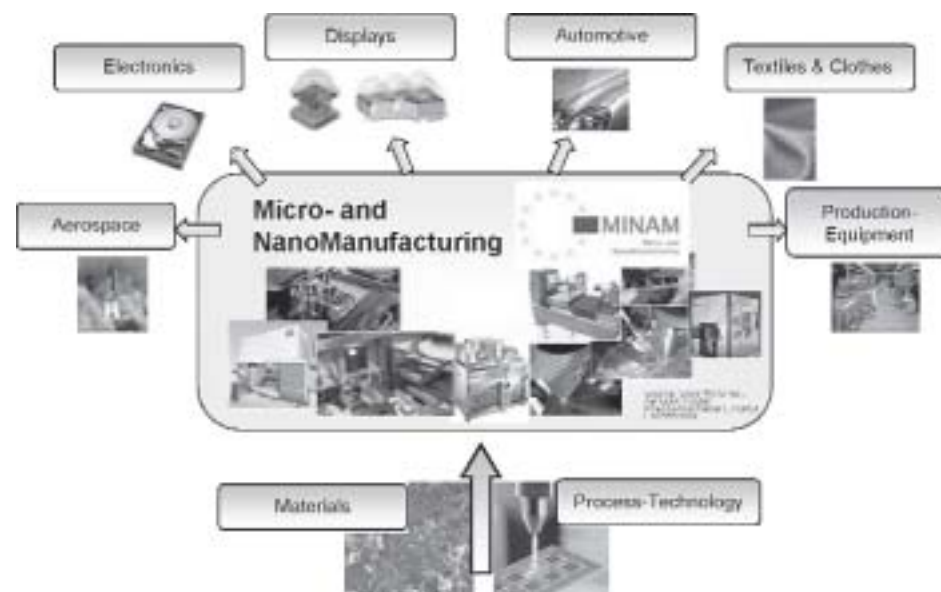 Displays
Automotive
Electronics
Textiles & Clothes
Micro- and
NanoManufacturing
MINAM
Aerospace
Production-
Equipment
Materials
Process-Technology